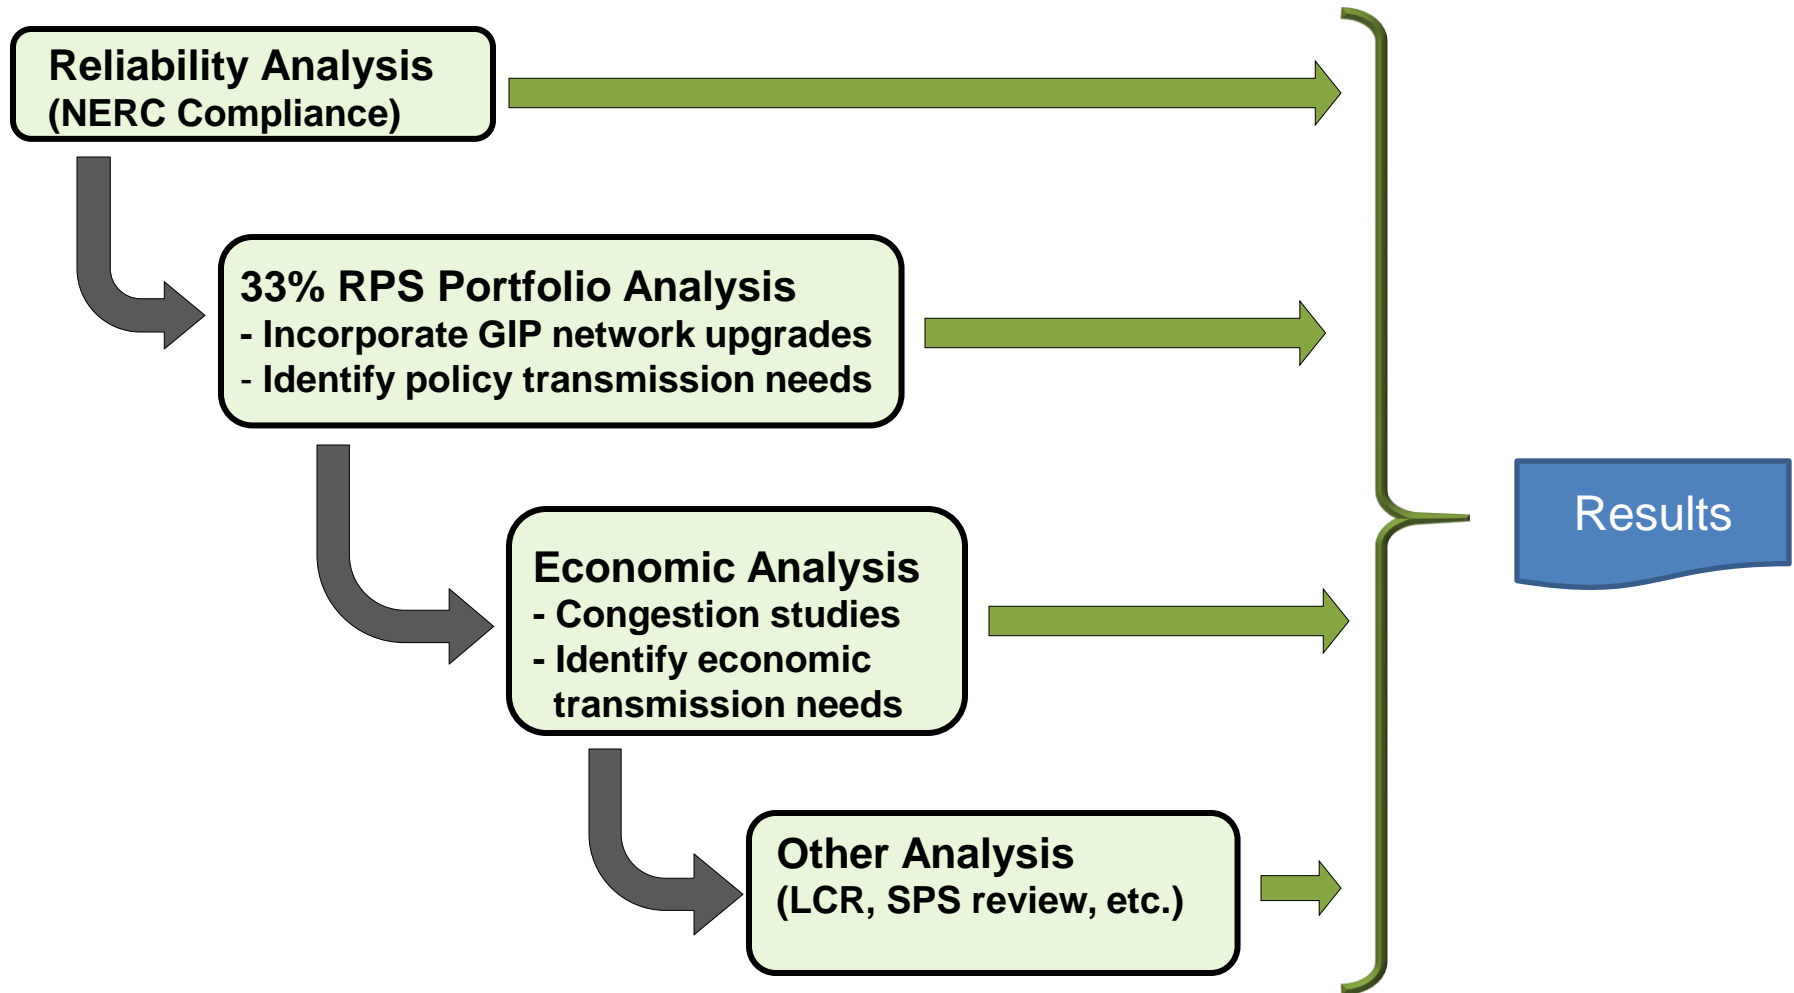 Reliability Analysis
(NERC Compliance)
33% RPS Portfolio Analysis
- Incorporate GIP network upgrades
- Identify policy transmission needs
Economic Analysis
- Congestion studies
- Identify economic
transmission needs
Results
Other Analysis
(LCR, SPS review, etc.)